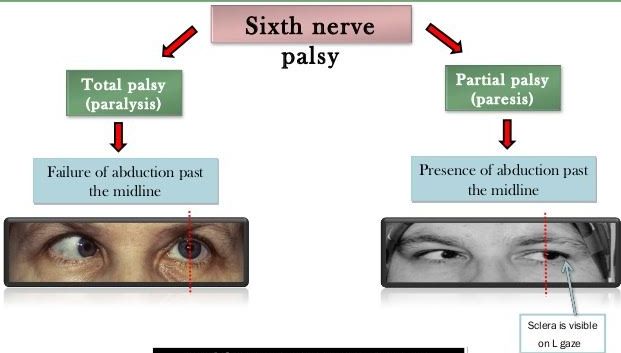 Sixth nerve
palsy
Total palsy
(paralysis)
Partial palsy
(paresis)
Failure of abduction past
the midline
Presence of abduction past
the midline
Sclera is visible
on L gaze